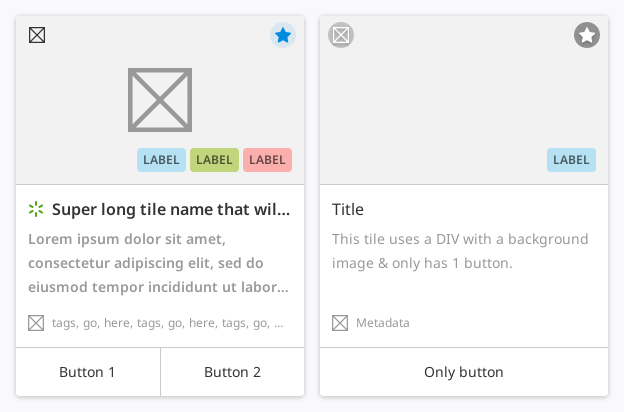 LABEL LABEL LABEL
Super long tile name that wil...
Lorem ipsum dolor sit amet,
consectetur adipiscing elit, sed do
eiusmod tempor incididunt ut labor...
tags, go, here, tags, go, here, tags, go, ...
Button 1 Button 2
LABEL
Title
This tile uses a DIV with a background
image & only has 1 button.
Metadata
Only button